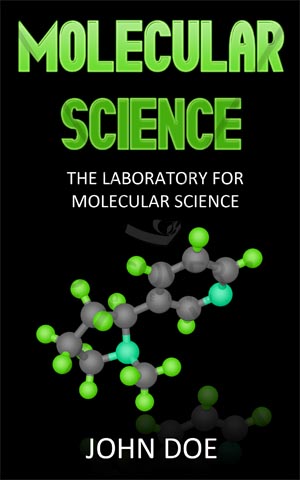 MOLECULAR
SCIENCE
THE LABORATORY FOR
MOLECULAR SCIENCE
JOHN DOE